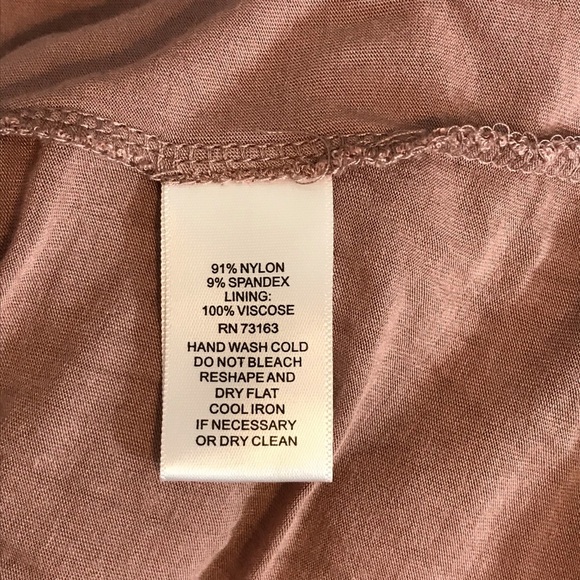 91% NYLON
9% SPANDEX
LINING:
100% VISCOSE
RN 73163
HAND WASH COLD
DO NOT BLEACH
RESHAPE AND
DRY FLAT
COOL IRON
IF NECESSARY
OR DRY CLEAN